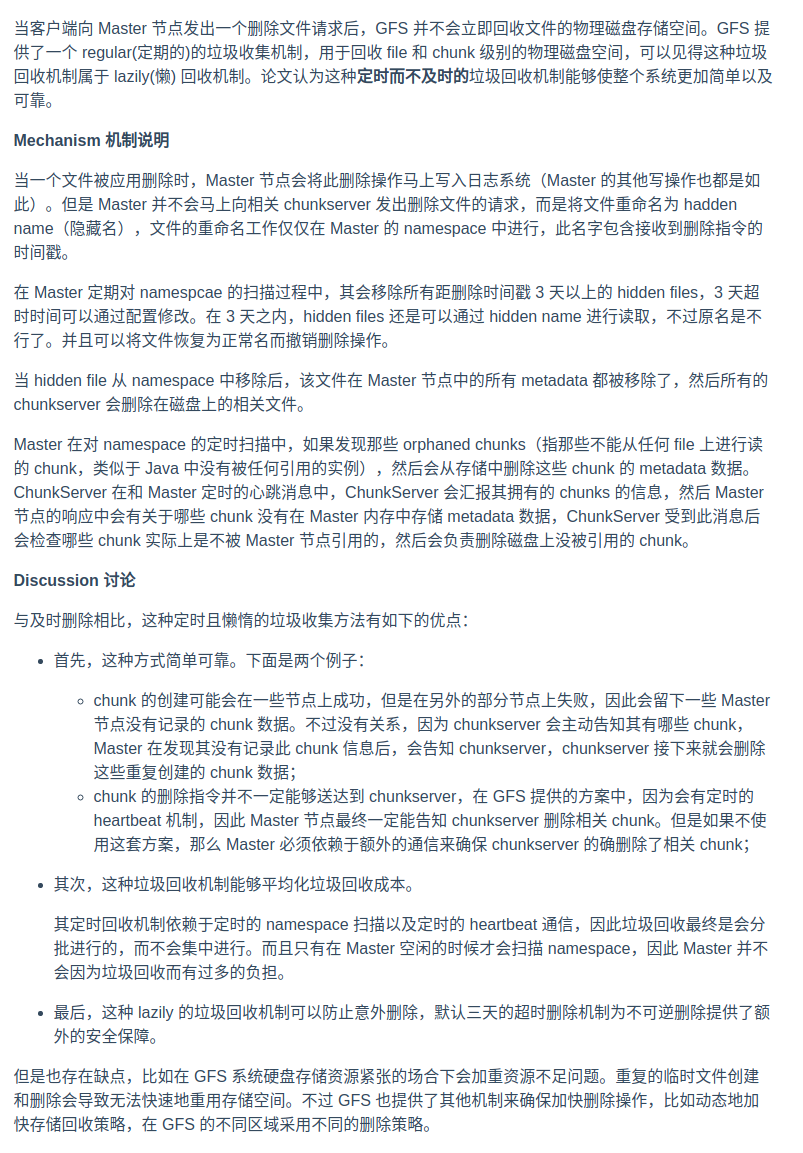 当客户端向 Master 节点发出一个删除文件请求后，GFS 并不会立即回收文件的物理磁盘存储空间。GFS 提
供了一个 regular(定期的)的垃圾收集机制，用于回收 file 和 chunk 级别的物理磁盘空间，可以见得这种垃圾
回收机制属于 lazily(懒) 回收机制。论文认为这种定时而不及时的垃圾回收机制能够使整个系统更加简单以及
可靠。
Mechanism 机制说明
当一个文件被应用删除时，Master 节点会将此删除操作马上写入日志系统（Master 的其他写操作也都是如
此）。但是 Master 并不会马上向相关 chunkserver 发出删除文件的请求，而是将文件重命名为 hadden
name（隐藏名），文件的重命名工作仅仅在 Master 的 namespace 中进行，此名字包含接收到删除指令的
时间戳。
在 Master 定期对 namespcae 的扫描过程中，其会移除所有距删除时间戳 3 天以上的 hidden files，3 天超
时时间可以通过配置修改。在 3 天之内，hidden files 还是可以通过 hidden name 进行读取，不过原名是不
行了。并且可以将文件恢复为正常名而撤销删除操作。
当 hidden file 从 namespace 中移除后，该文件在 Master 节点中的所有 metadata 都被移除了，然后所有的
chunkserver 会删除在磁盘上的相关文件。
Master 在对 namespace 的定时扫描中，如果发现那些 orphaned chunks（指那些不能从任何 file 上进行读
的 chunk，类似于 Java 中没有被任何引用的实例），然后会从存储中删除这些 chunk 的 metadata 数据。
ChunkServer 在和 Master 定时的心跳消息中，ChunkServer 会汇报其拥有的 chunks 的信息，然后 Master
节点的响应中会有关于哪些 chunk 没有在 Master 内存中存储 metadata 数据，ChunkServer 受到此消息后
会检查哪些 chunk 实际上是不被 Master 节点引用的，然后会负责删除磁盘上没被引用的 chunk。
Discussion 讨论
与及时删除相比，这种定时且懒惰的垃圾收集方法有如下的优点：
• 首先，这种方式简单可靠。下面是两个例子：
◦ chunk 的创建可能会在一些节点上成功，但是在另外的部分节点上失败，因此会留下一些 Master
节点没有记录的 chunk 数据。不过没有关系，因为 chunkserver 会主动告知其有哪些 chunk，
Master 在发现其没有记录此 chunk 信息后，会告知 chunkserver，chunkserver 接下来就会删除
这些重复创建的 chunk 数据；
◦ chunk 的删除指令并不一定能够送达到 chunkserver，在 GFS 提供的方案中，因为会有定时的
heartbeat 机制，因此 Master 节点最终一定能告知 chunkserver 删除相关 chunk。但是如果不使
用这套方案，那么 Master 必须依赖于额外的通信来确保 chunkserver 的确删除了相关 chunk；
• 其次，这种垃圾回收机制能够平均化垃圾回收成本。
其定时回收机制依赖于定时的 namespace 扫描以及定时的 heartbeat 通信，因此垃圾回收最终是会分
批进行的，而不会集中进行。而且只有在 Master 空闲的时候才会扫描 namespace，因此 Master 并不
会因为垃圾回收而有过多的负担。
• 最后，这种 lazily 的垃圾回收机制可以防止意外删除，默认三天的超时删除机制为不可逆删除提供了额
外的安全保障。
但是也存在缺点，比如在 GFS 系统硬盘存储资源紧张的场合下会加重资源不足问题。重复的临时文件创建
和删除会导致无法快速地重用存储空间。不过 GFS 也提供了其他机制来确保加快删除操作，比如动态地加
快存储回收策略，在 GFS 的不同区域采用不同的删除策略。